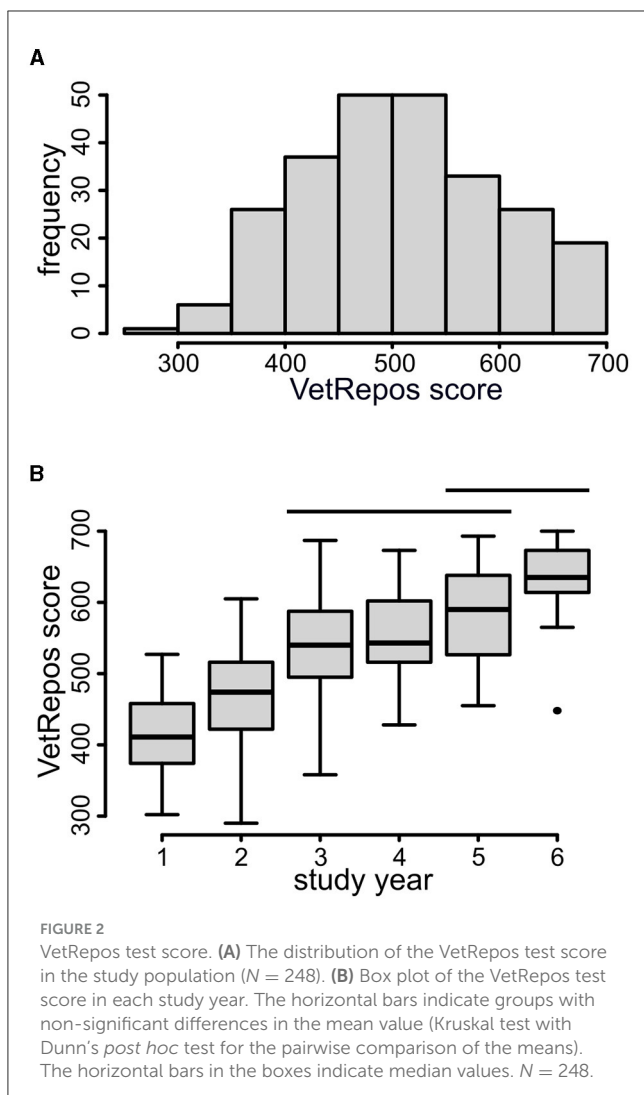 A
50
40
30
20
10
0
frequency
300 400 500 600 700
VetRepos score
B
700
600
500
400
300
VetRepos score
1 2 3 4 5 6
study year
FIGURE 2
VetRepos test score. (A) The distribution of the VetRepos test score
in the study population (N = 248). (B) Box plot of the VetRepos test
score in each study year. The horizontal bars indicate groups with
non-significant differences in the mean value (Kruskal test with
Dunn's post hoc test for the pairwise comparison of the means).
The horizontal bars in the boxes indicate median values. N = 248.